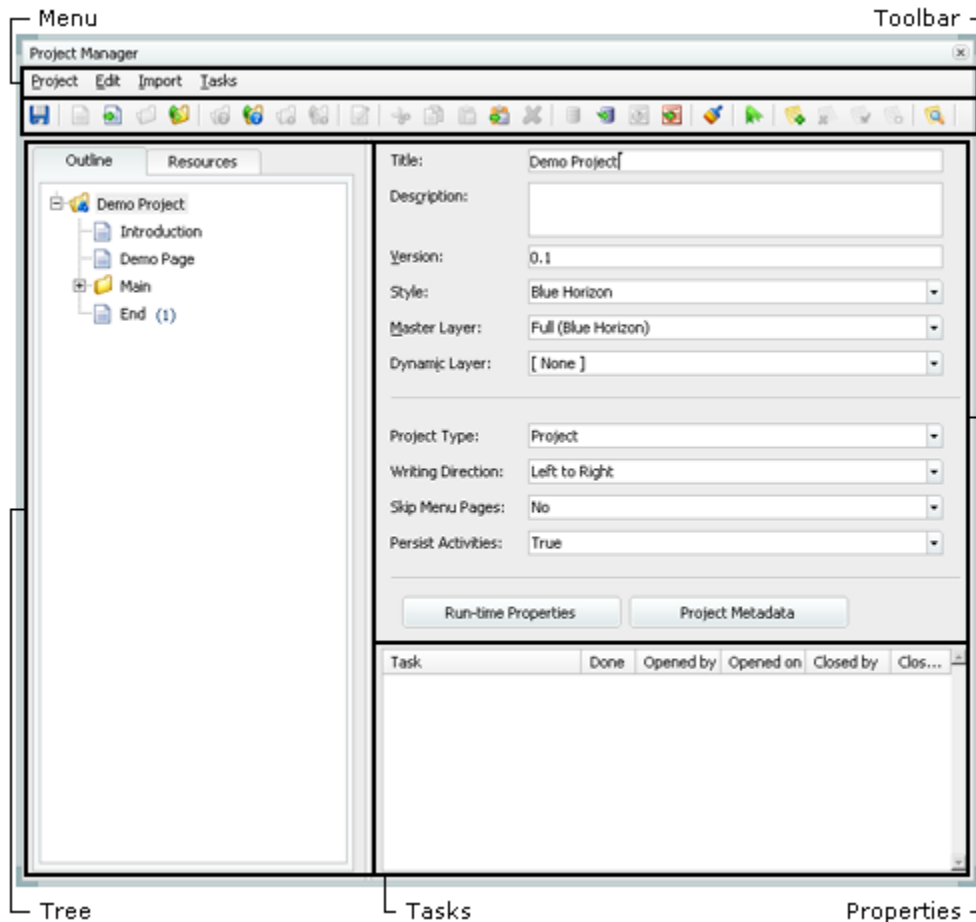 Menu
Toolbar
Project Manager
Project Edit Import Tasks
Outline Resources
Demo Project
Introduction
Demo Page
Main
End (1)
Title: Demo Project
Description:
Version: 0.1
Style: Blue Horizon
Master Layer: Full (Blue Horizon)
Dynamic Layer: [ None ]
Project Type: Project
Writing Direction: Left to Right
Skip Menu Pages: No
Persist Activities: True
Run-time Properties Project Metadata
Task Done Opened by Opened on Closed by Clos...
Tree
Tasks
Properties